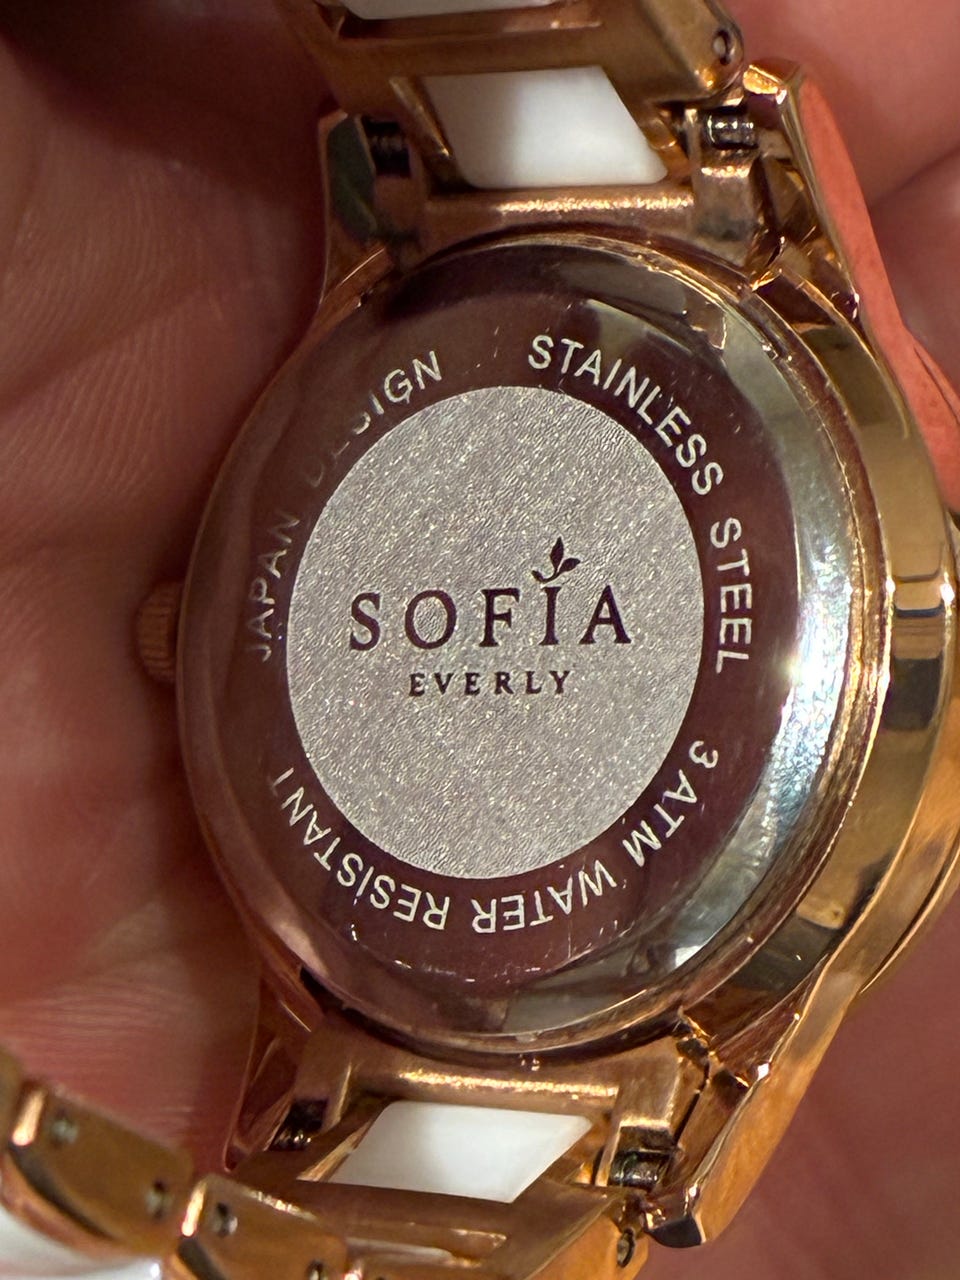 JAPAN DESIGN
STAINLESS STEEL
3 ATM WATER RESISTANT
SOFIA
EVERLY